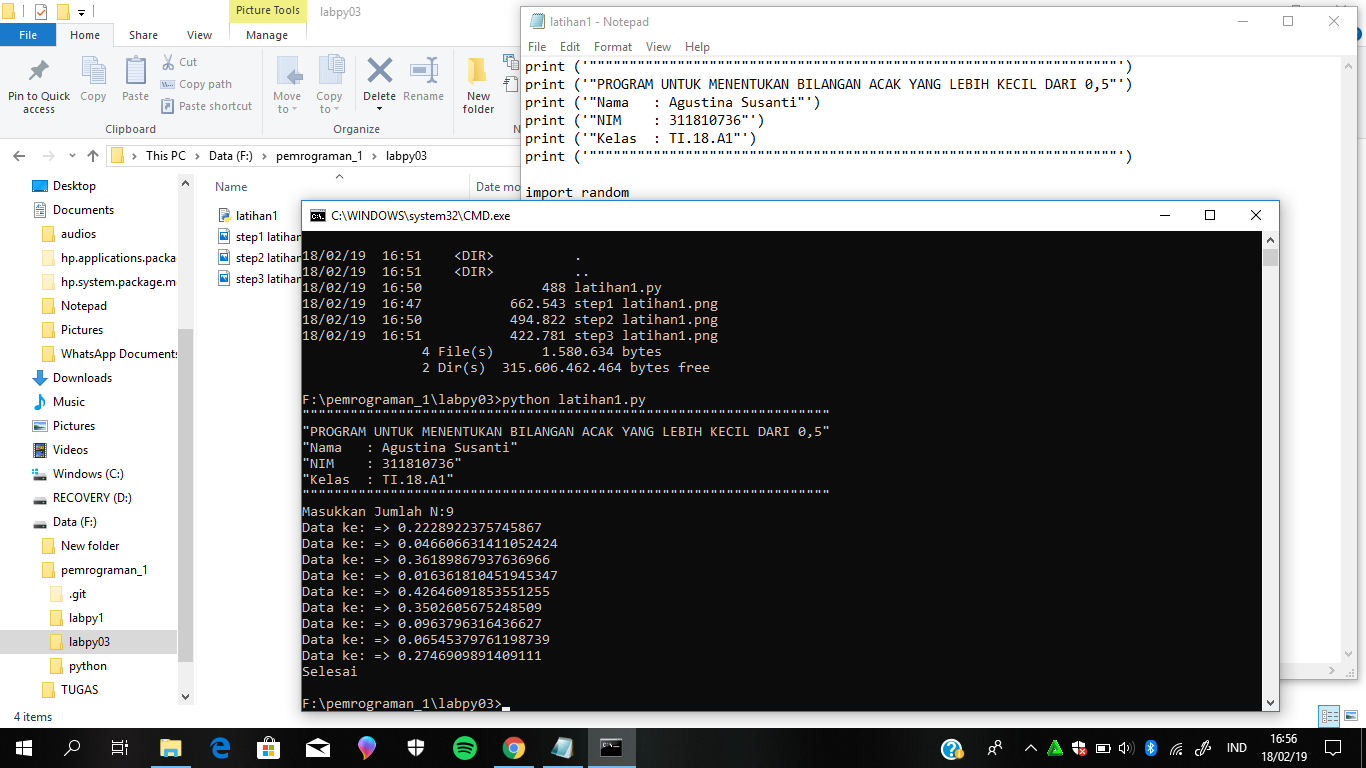 Picture Tools
labpy03
File
Home
Share
View
Manage
Pin to Quick access
Copy
Paste
Cut
Copy path
Paste shortcut
Clipboard
Move to
Copy to
Delete
Rename
Organize
New folder
This PC
Data (F:)
pemrograman_1
labpy03
Desktop
Documents
audios
hp.applications.packa
hp.system.package.m
Notepad
Pictures
WhatsApp Documents
Downloads
Music
Pictures
Videos
Windows (C:)
RECOVERY (D:)
Data (F:)
New folder
pemrograman_1
.git
labpy1
labpy03
python
TUGAS
4 items
Name
Date mo
latihan1
step1 latihan
step2 latihan
step3 latihan
latihan1 - Notepad
File Edit Format View Help
print ('""""""""""""""""""""""""""""""""""""""""""""""""""""""""""""""""""')
print ('"PROGRAM UNTUK MENENTUKAN BILANGAN ACAK YANG LEBIH KECIL DARI 0,5"')
print ('"Nama   : Agustina Susanti"')
print ('"NIM    : 311810736"')
print ('"Kelas  : TI.18.A1"')
print ('""""""""""""""""""""""""""""""""""""""""""""""""""""""""""""""""""')
import random
C:\WINDOWS\system32\CMD.exe
18/02/19  16:51    <DIR>          .
18/02/19  16:51    <DIR>          ..
18/02/19  16:50               488 latihan1.py
18/02/19  16:47           662.543 step1 latihan1.png
18/02/19  16:50           494.822 step2 latihan1.png
18/02/19  16:51           422.781 step3 latihan1.png
4 File(s)      1.580.634 bytes
2 Dir(s)  315.606.462.464 bytes free
F:\pemrograman_1\labpy03>python latihan1.py
""""""""""""""""""""""""""""""""""""""""""""""""""""""""""""""""""
"PROGRAM UNTUK MENENTUKAN BILANGAN ACAK YANG LEBIH KECIL DARI 0,5"
"Nama   : Agustina Susanti"
"NIM    : 311810736"
"Kelas  : TI.18.A1"
""""""""""""""""""""""""""""""""""""""""""""""""""""""""""""""""""
Masukkan Jumlah N:9
Data ke: => 0.2228922375745867
Data ke: => 0.046606631411052424
Data ke: => 0.36189867937636966
Data ke: => 0.016361810451945347
Data ke: => 0.42646091853551255
Data ke: => 0.3502605675248509
Data ke: => 0.0963796316436627
Data ke: => 0.06545379761198739
Data ke: => 0.2746909891409111
Selesai
F:\pemrograman_1\labpy03>
IND
16:56
18/02/19